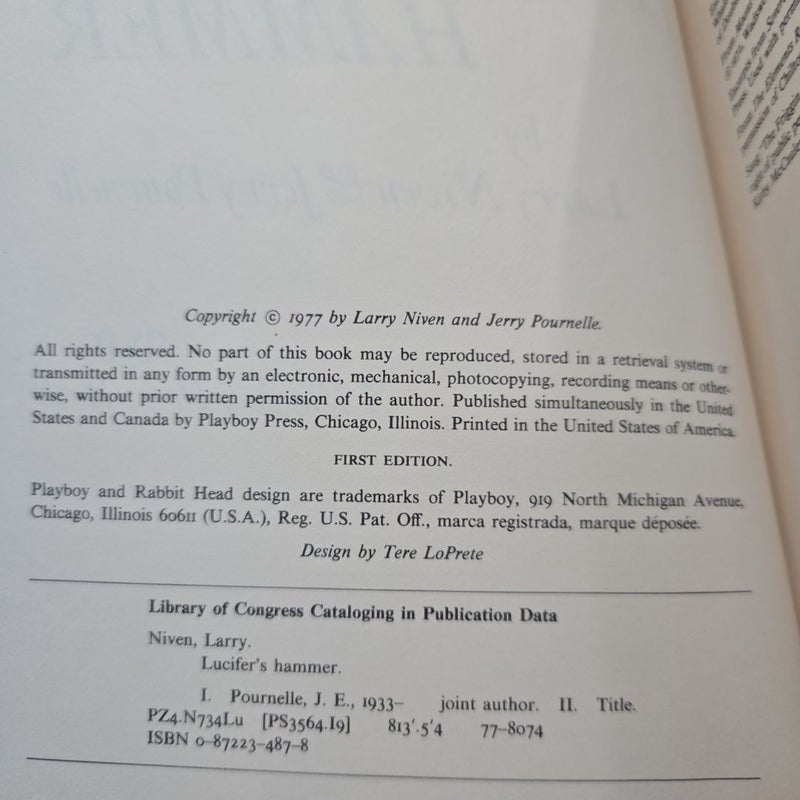 HAMMER
by
Larry Niven & Jerry Pournelle
Copyright © 1977 by Larry Niven and Jerry Pournelle.
All rights reserved. No part of this book may be reproduced, stored in a retrieval system or
transmitted in any form by an electronic, mechanical, photocopying, recording means or other-
wise, without prior written permission of the author. Published simultaneously in the United
States and Canada by Playboy Press, Chicago, Illinois. Printed in the United States of America.
FIRST EDITION.
Playboy and Rabbit Head design are trademarks of Playboy, 919 North Michigan Avenue,
Chicago, Illinois 60611 (U.S.A.), Reg. U.S. Pat. Off., marca registrada, marque déposée.
Design by Tere LoPrete
Library of Congress Cataloging in Publication Data
Niven, Larry.
Lucifer's hammer.
I. Pournelle, J. E., 1933– joint author. II. Title.
PZ4.N734Lu [PS3564.I9] 813'.5'4 77–8074
ISBN 0–87223–487–8